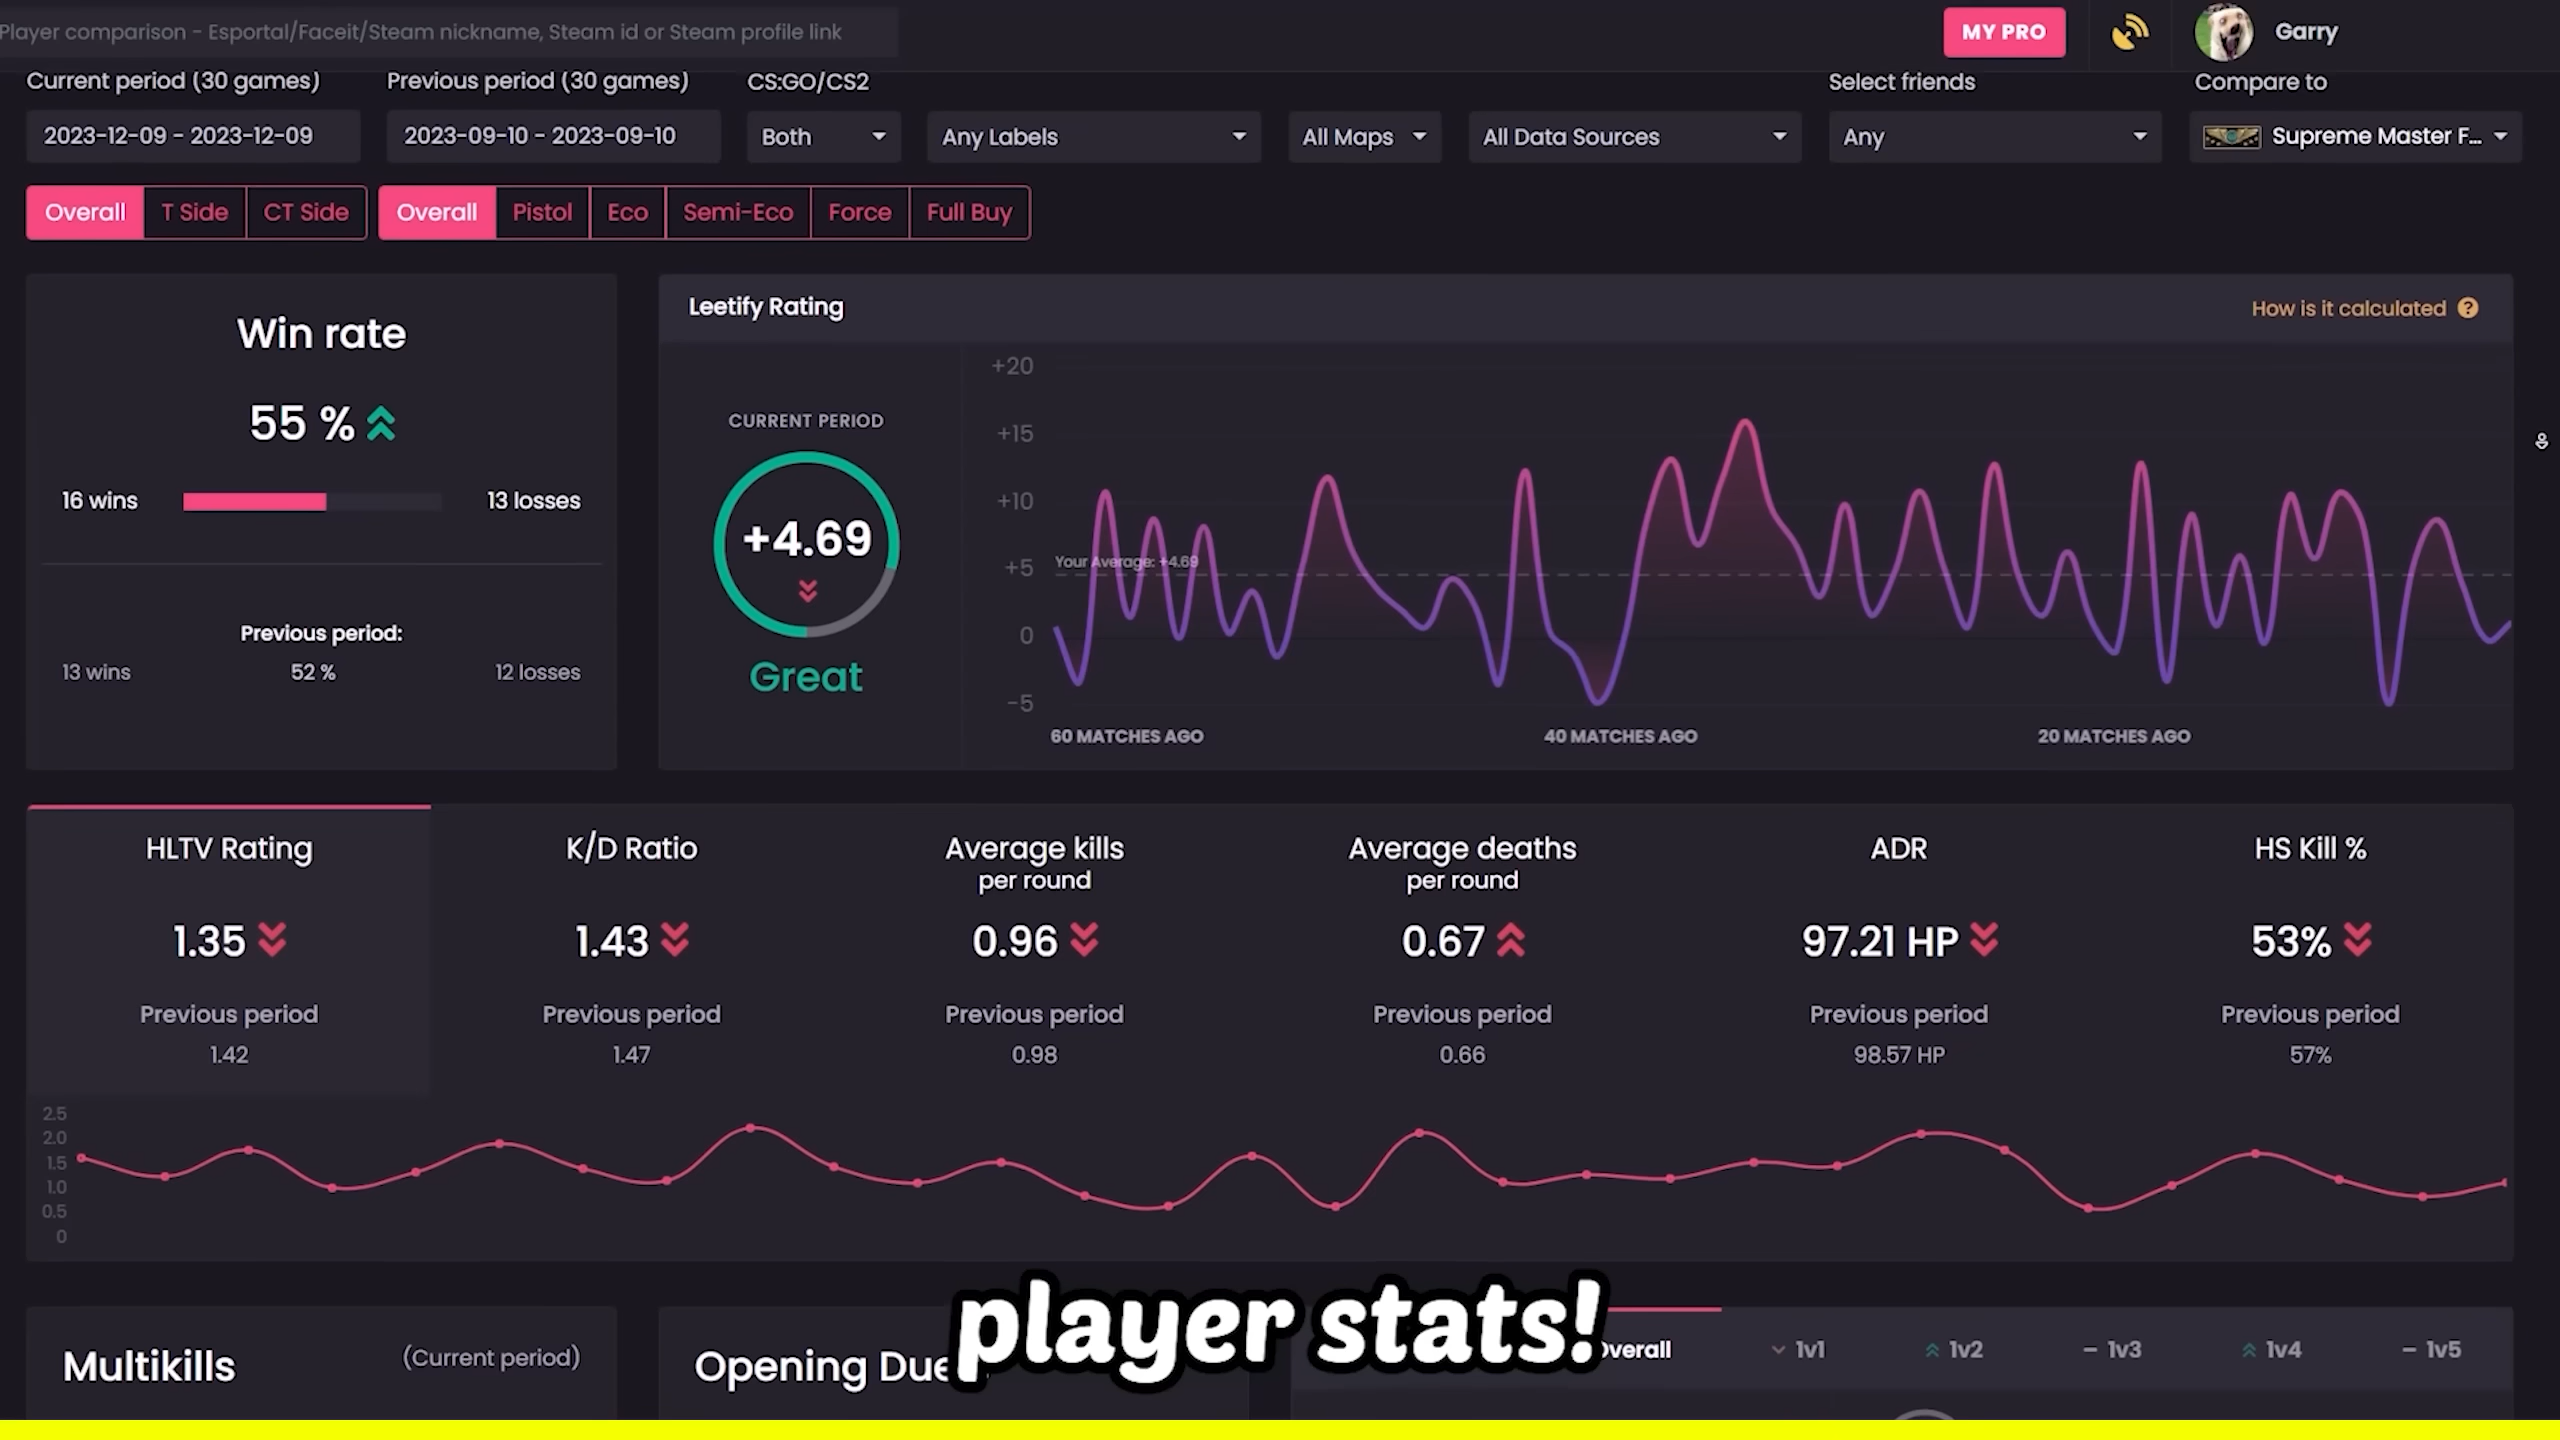 Player comparison - Esportal/Faceit/Steam nickname, Steam id or Steam profile link
MY PRO
Garry
Current period (30 games)
Previous period (30 games)
CS:GO/CS2
Select friends
Compare to
2023-12-09 - 2023-12-09
2023-09-10 - 2023-09-10
Both
Any Labels
All Maps
All Data Sources
Any
Supreme Master F...
Overall
T Side
CT Side
Overall
Pistol
Eco
Semi-Eco
Force
Full Buy
Win rate
55 %
16 wins
13 losses
Previous period:
13 wins
52 %
12 losses
Leetify Rating
How is it calculated ?
CURRENT PERIOD
+4.69
Great
+20
+15
+10
+5
0
-5
Your Average: +4.69
60 MATCHES AGO
40 MATCHES AGO
20 MATCHES AGO
HLTV Rating
1.35
Previous period
1.42
K/D Ratio
1.43
Previous period
1.47
Average kills
per round
0.96
Previous period
0.98
Average deaths
per round
0.67
Previous period
0.66
ADR
97.21 HP
Previous period
98.57 HP
HS Kill %
53%
Previous period
57%
2.5
2.0
1.5
1.0
0.5
0
player stats!
Multikills
(Current period)
Opening Due
Overall
1v1
1v2
1v3
1v4
1v5